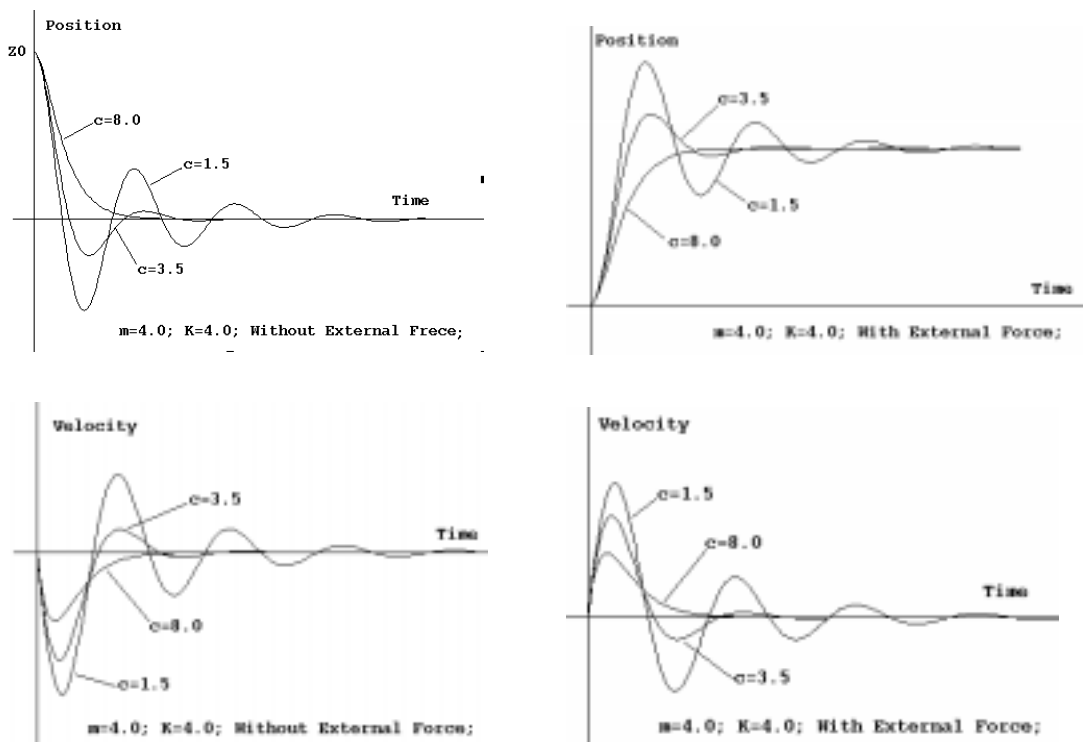 Position
Z0
c=8.0
c=1.5
Time
c=3.5
m=4.0; K=4.0; Without External Frece;
Position
c=3.5
c=1.5
c=8.0
Time
m=4.0; K=4.0; With External Force;
Velocity
c=3.5
Time
c=8.0
c=1.5
m=4.0; K=4.0; Without External Force;
Velocity
c=1.5
c=8.0
Time
c=3.5
m=4.0; K=4.0; With External Force;